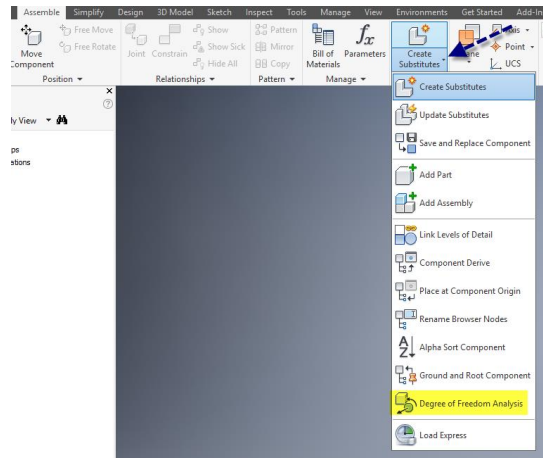 Assemble Simplify Design 3D Model Sketch Inspect Tools Manage View Environments Get Started Add-In
Move
Component
Free Move
Free Rotate
Position
Joint Constrain
Show
Show Sick
Hide All
Relationships
Pattern
Mirror
Copy
Pattern
Bill of
Materials
Parameters
Manage
Create
Substitutes
Axis
Point
UCS
ly View
ps
ations
Create Substitutes
Update Substitutes
Save and Replace Component
Add Part
Add Assembly
Link Levels of Detail
Component Derive
Place at Component Origin
Rename Browser Nodes
Alpha Sort Component
Ground and Root Component
Degree of Freedom Analysis
Load Express